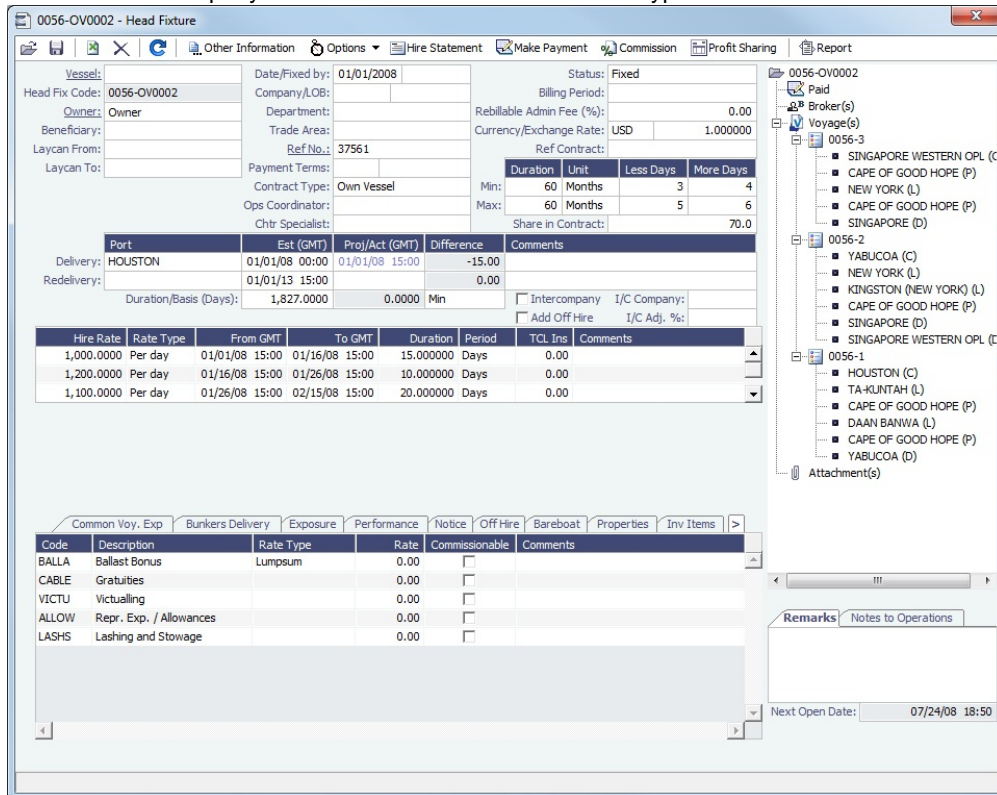 0056-OV0002 - Head Fixture
Other Information Options Hire Statement Make Payment Commission Profit Sharing Report
Vessel: Date/Fixed by: 01/01/2008 Status: Fixed
Head Fix Code: 0056-OV0002 Company/LOB: Billing Period:
Owner: Owner Department: Rebillable Admin Fee (%): 0.00
Beneficiary: Trade Area: Currency/Exchange Rate: USD 1.000000
Laycan From: Ref No.: 37561 Ref Contract:
Laycan To: Payment Terms: Duration Unit Less Days More Days
Contract Type: Own Vessel Min: 60 Months 3 4
Ops Coordinator: Max: 60 Months 5 6
Chtr Specialist: Share in Contract: 70.0
Port Est (GMT) Proj/Act (GMT) Difference Comments
Delivery: HOUSTON 01/01/08 00:00 01/01/08 15:00 -15.00
Redelivery: 01/01/13 15:00 0.00
Duration/Basis (Days): 1,827.0000 0.0000 Min Intercompany I/C Company:
Add Off Hire I/C Adj. %:
Hire Rate Rate Type From GMT To GMT Duration Period TCL Ins Comments
1,000.0000 Per day 01/01/08 15:00 01/16/08 15:00 15.000000 Days 0.00
1,200.0000 Per day 01/16/08 15:00 01/26/08 15:00 10.000000 Days 0.00
1,100.0000 Per day 01/26/08 15:00 02/15/08 15:00 20.000000 Days 0.00
Common Voy. Exp Bunkers Delivery Exposure Performance Notice Off Hire Bareboat Properties Inv Items >
Code Description Rate Type Rate Commissionable Comments
BALLA Ballast Bonus Lumpsum 0.00
CABLE Gratuities 0.00
VICTU Victualling 0.00
ALLOW Repr. Exp. / Allowances 0.00
LASHS Lashing and Stowage 0.00
0056-OV0002
Paid
Broker(s)
Voyage(s)
0056-3
SINGAPORE WESTERN OPL (C
CAPE OF GOOD HOPE (P)
NEW YORK (L)
CAPE OF GOOD HOPE (P)
SINGAPORE (D)
0056-2
YABUCOA (C)
NEW YORK (L)
KINGSTON (NEW YORK) (L)
CAPE OF GOOD HOPE (P)
SINGAPORE (D)
SINGAPORE WESTERN OPL (D
0056-1
HOUSTON (C)
TA-KUNTAH (L)
CAPE OF GOOD HOPE (P)
DAAN BANWA (L)
CAPE OF GOOD HOPE (P)
YABUCOA (D)
Attachment(s)
Remarks Notes to Operations
Next Open Date: 07/24/08 18:50